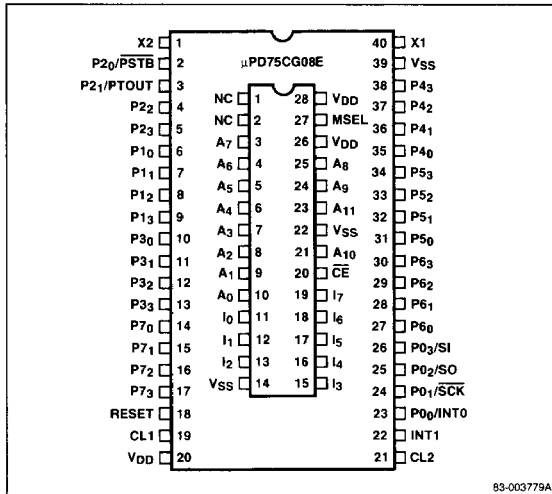 X2 1 40 X1
P2₀/P̅S̅T̅B̅ 2 µPD75CG08E 39 VSS
P2₁/PTOUT 3 38 P4₃
P2₂ 4 NC 1 28 VDD 37 P4₂
P2₃ 5 NC 2 27 MSEL 36 P4₁
P1₀ 6 A₇ 3 26 VDD 35 P4₀
P1₁ 7 A₆ 4 25 A₈ 34 P5₃
P1₂ 8 A₅ 5 24 A₉ 33 P5₂
P1₃ 9 A₄ 6 23 A₁₁ 32 P5₁
P3₀ 10 A₃ 7 22 VSS 31 P5₀
P3₁ 11 A₂ 8 21 A₁₀ 30 P6₃
P3₂ 12 A₁ 9 20 C̅E̅ 29 P6₂
P3₃ 13 A₀ 10 19 I₇ 28 P6₁
P7₀ 14 I₀ 11 18 I₆ 27 P6₀
P7₁ 15 I₁ 12 17 I₅ 26 P0₃/SI
P7₂ 16 I₂ 13 16 I₄ 25 P0₂/SO
P7₃ 17 VSS 14 15 I₃ 24 P0₁/S̅C̅K̅
RESET 18 23 P0₀/INT0
CL1 19 22 INT1
VDD 20 21 CL2
83-003779A